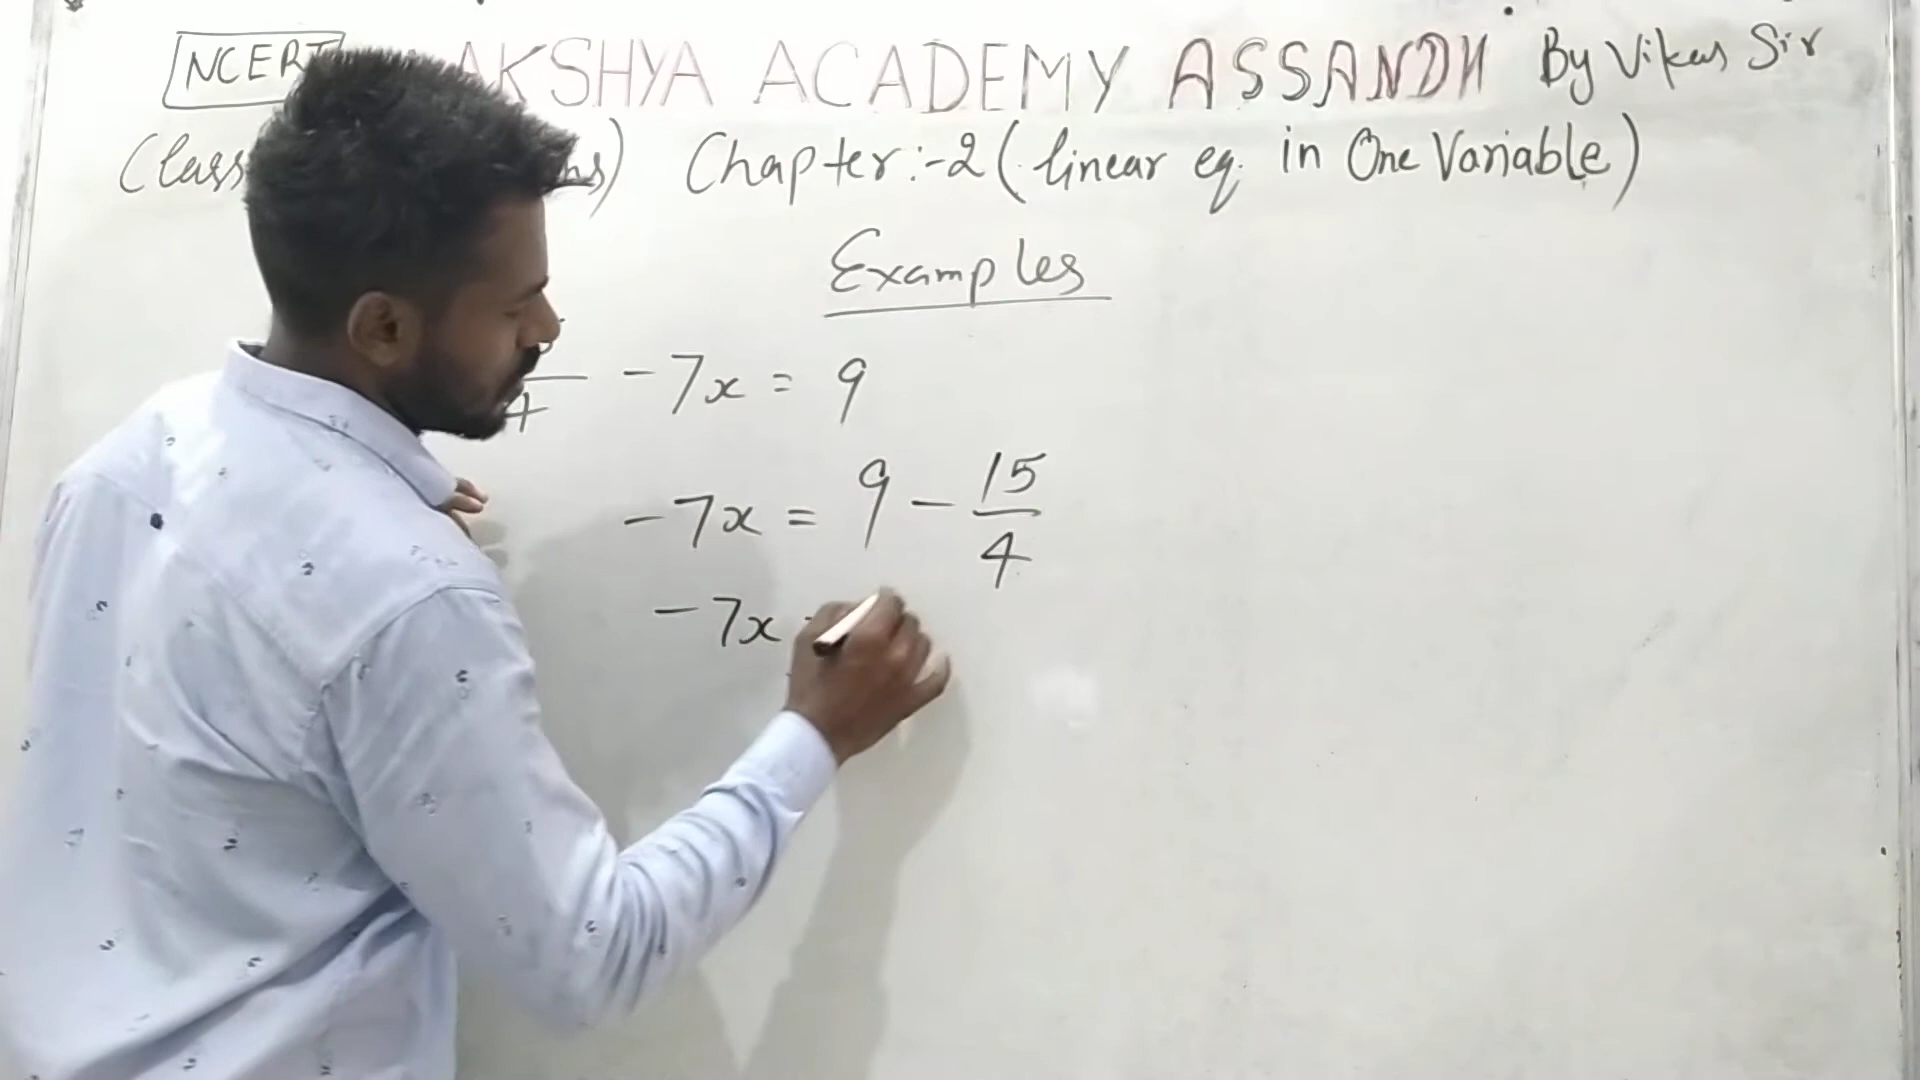 NCERT AKSHYA ACADEMY ASSANDH By Vikas Sir
Class Chapter:-2 (linear eq. in One Variable)
Examples
-7x = 9
-7x = 9 - 15/4
-7x